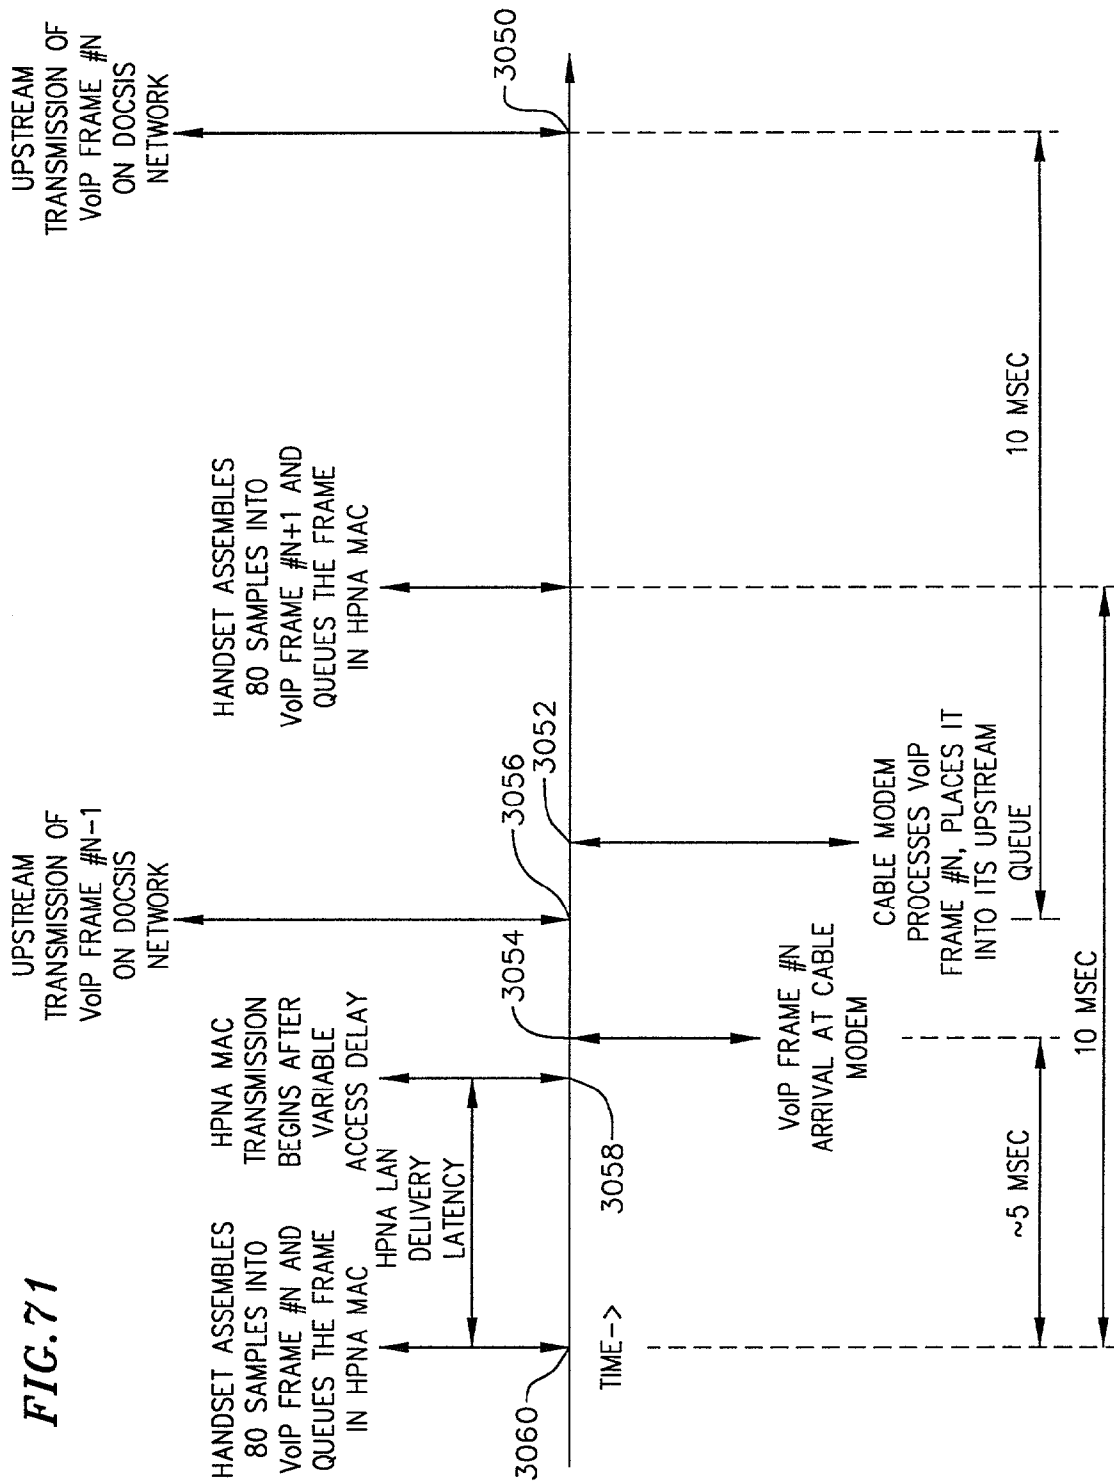 FIG.71
HANDSET ASSEMBLES
80 SAMPLES INTO
VoIP FRAME #N AND
QUEUES THE FRAME
IN HPNA MAC
HPNA MAC
TRANSMISSION
BEGINS AFTER
VARIABLE
ACCESS DELAY
HPNA LAN
DELIVERY
LATENCY
UPSTREAM
TRANSMISSION OF
VoIP FRAME #N-1
ON DOCSIS
NETWORK
HANDSET ASSEMBLES
80 SAMPLES INTO
VoIP FRAME #N+1 AND
QUEUES THE FRAME
IN HPNA MAC
UPSTREAM
TRANSMISSION OF
VoIP FRAME #N
ON DOCSIS
NETWORK
3060
3054
3056
3052
3050
TIME->
3058
VoIP FRAME #N
ARRIVAL AT CABLE
MODEM
CABLE MODEM
PROCESSES VoIP
FRAME #N, PLACES IT
INTO ITS UPSTREAM
QUEUE
~5 MSEC
10 MSEC
10 MSEC